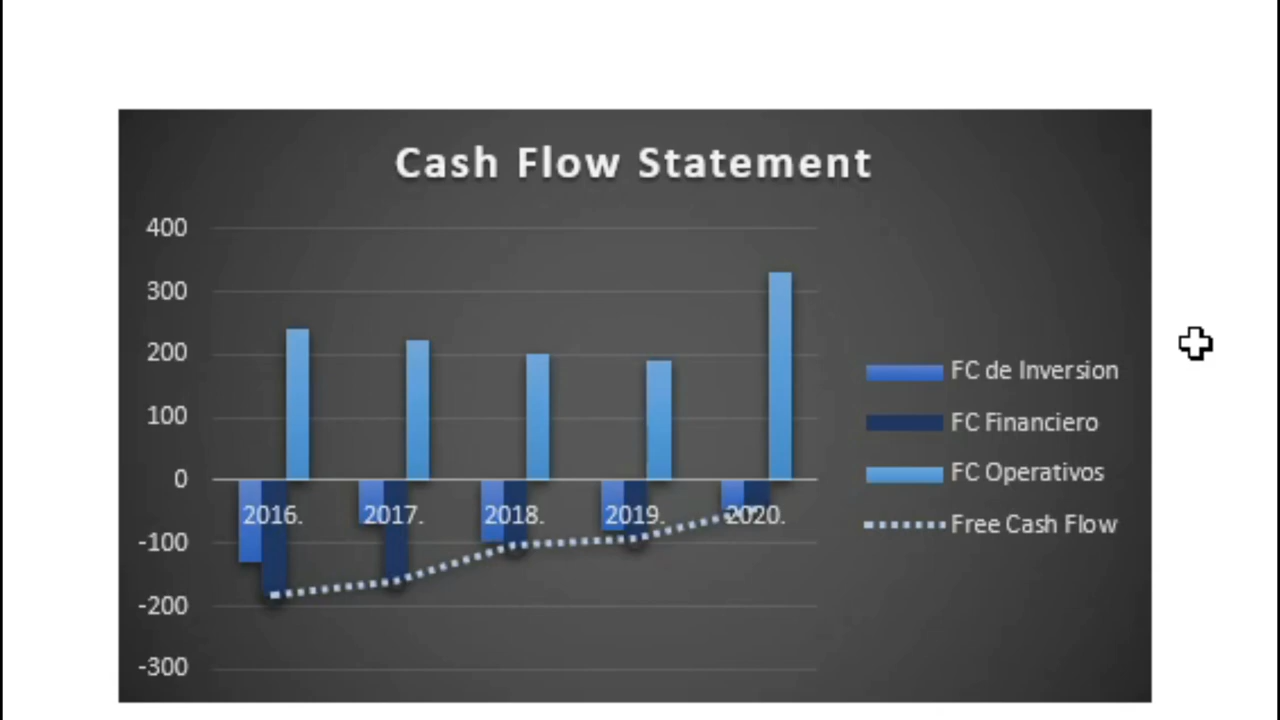 Cash Flow Statement
400
300
200
100
0
-100
-200
-300
2016.
2017.
2018.
2019.
2020.
FC de Inversion
FC Financiero
FC Operativos
Free Cash Flow